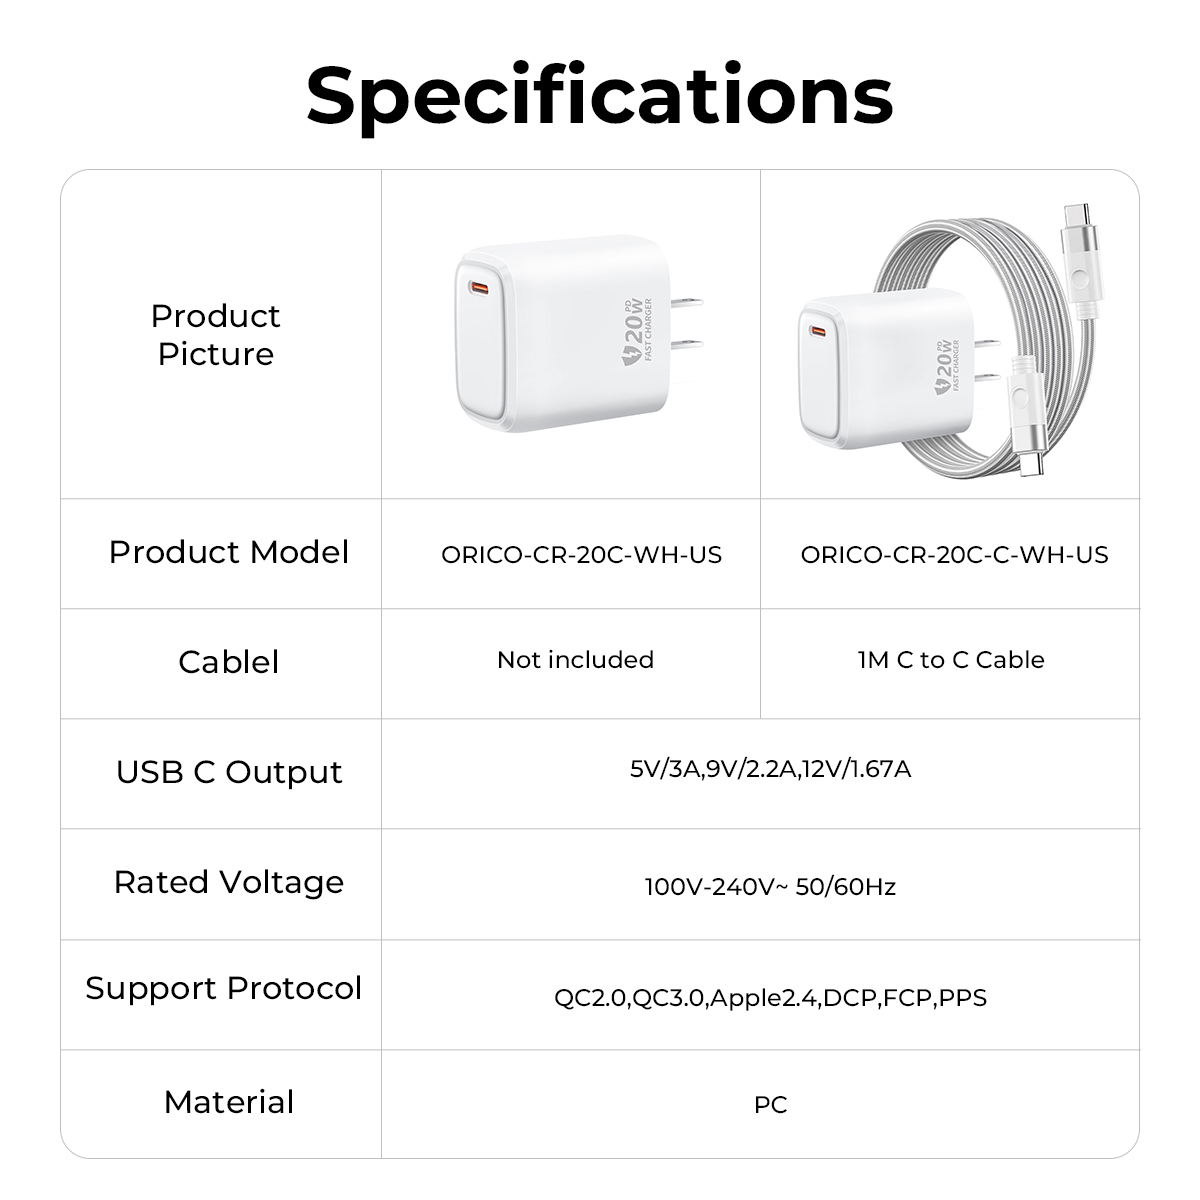 Specifications
Product
Picture
20 PD W
FAST CHARGER
20 PD W
FAST CHARGER
Product Model
ORICO-CR-20C-WH-US
ORICO-CR-20C-C-WH-US
Cablel
Not included
1M C to C Cable
USB C Output
5V/3A,9V/2.2A,12V/1.67A
Rated Voltage
100V-240V~ 50/60Hz
Support Protocol
QC2.0,QC3.0,Apple2.4,DCP,FCP,PPS
Material
PC